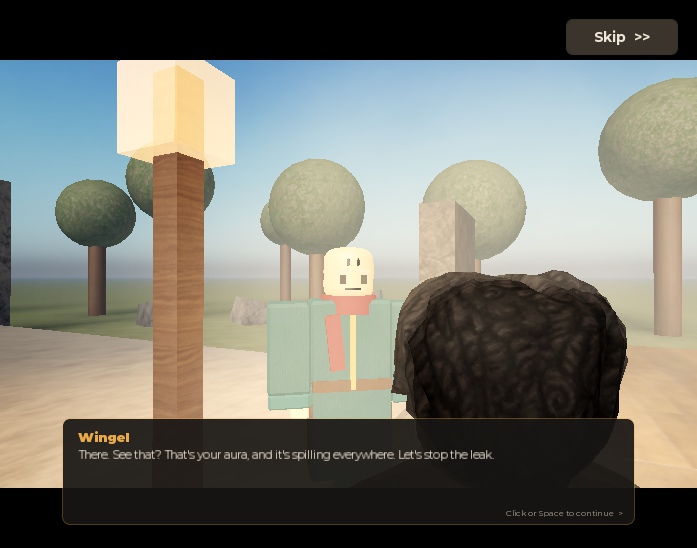 Skip >>
Wingel
There. See that? That's your aura, and it's spilling everywhere. Let's stop the leak.
Click or Space to continue >